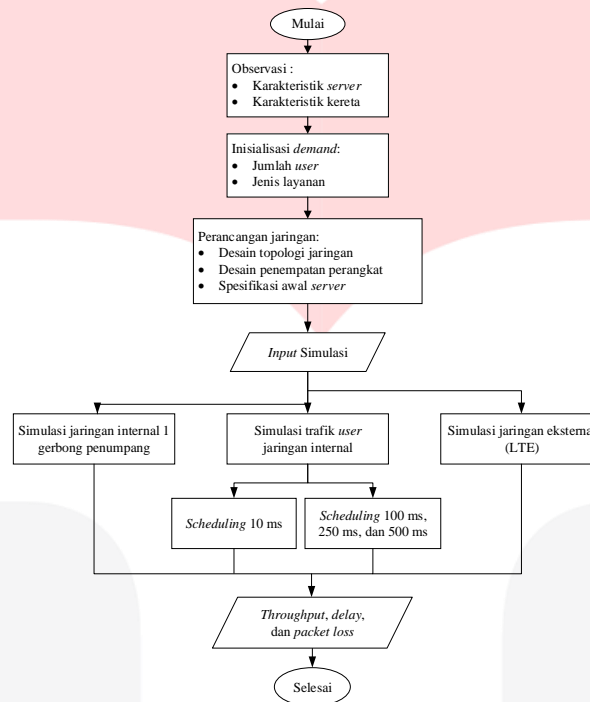 Mulai
Observasi :
• Karakteristik server
• Karakteristik kereta
Inisialisasi demand:
• Jumlah user
• Jenis layanan
Perancangan jaringan:
• Desain topologi jaringan
• Desain penempatan perangkat
• Spesifikasi awal server
Input Simulasi
Simulasi jaringan internal 1
gerbong penumpang
Simulasi trafik user
jaringan internal
Simulasi jaringan eksterna
(LTE)
Scheduling 10 ms
Scheduling 100 ms,
250 ms, dan 500 ms
Throughput, delay,
dan packet loss
Selesai